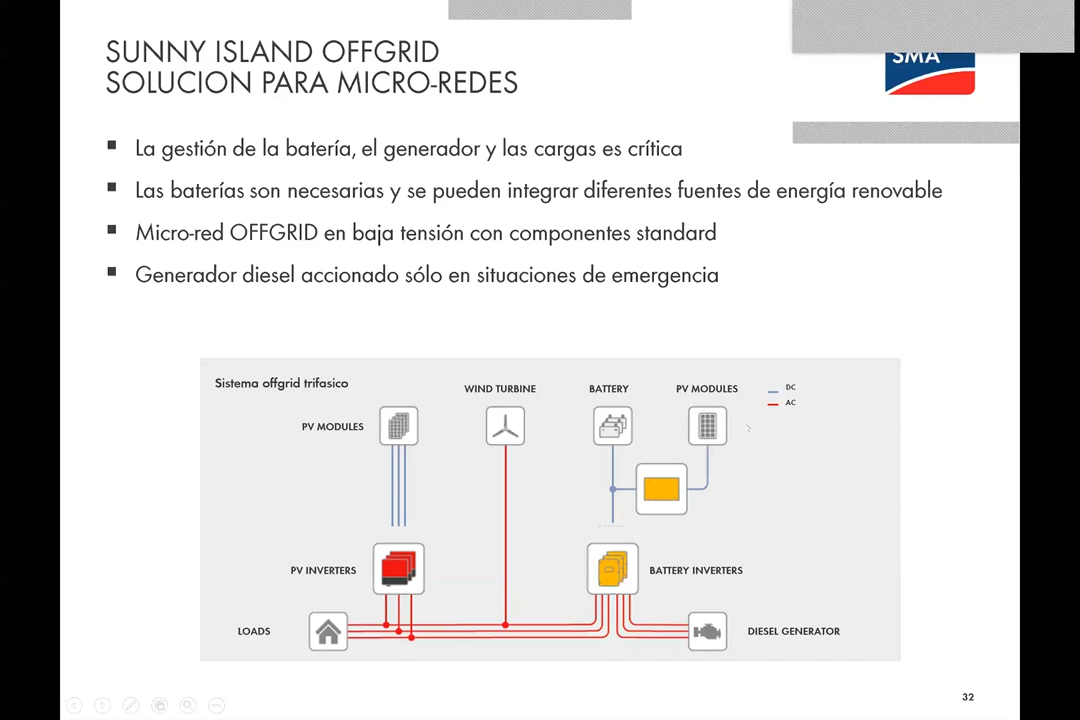 SUNNY ISLAND OFFGRID
SOLUCION PARA MICRO-REDES
SMA
La gestión de la batería, el generador y las cargas es crítica
Las baterías son necesarias y se pueden integrar diferentes fuentes de energía renovable
Micro-red OFFGRID en baja tensión con componentes standard
Generador diesel accionado sólo en situaciones de emergencia
Sistema offgrid trifasico
WIND TURBINE
BATTERY
PV MODULES
DC
AC
PV MODULES
PV INVERTERS
BATTERY INVERTERS
LOADS
DIESEL GENERATOR
32